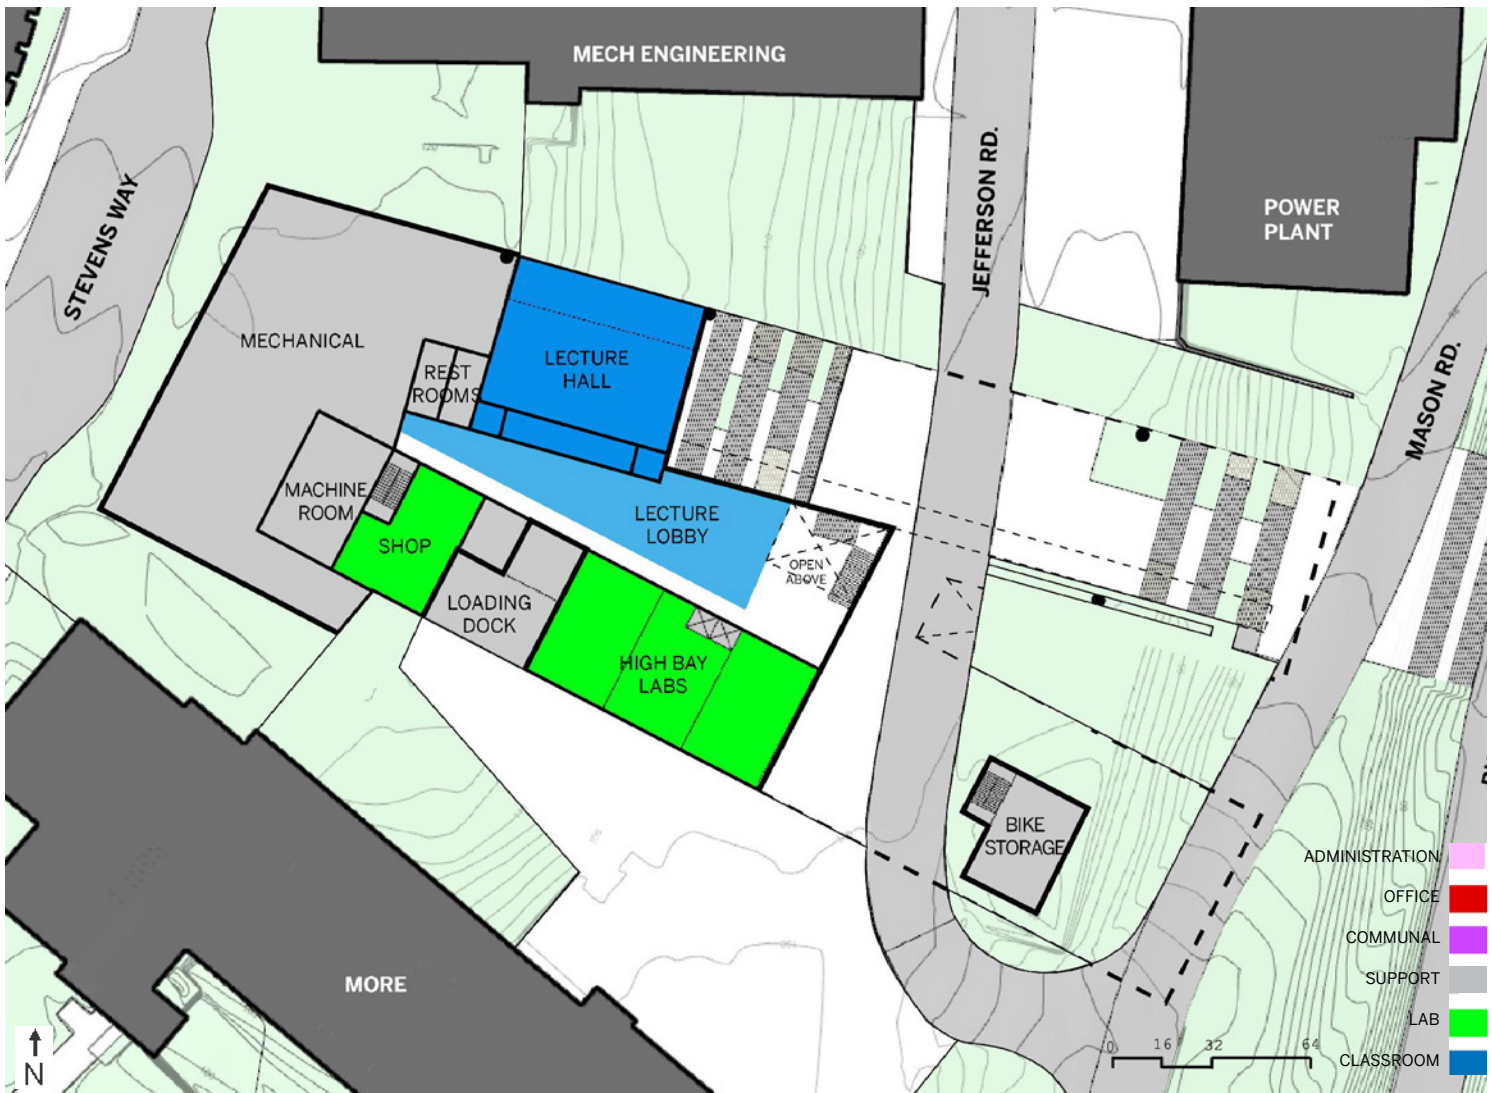 MECH ENGINEERING
JEFFERSON RD.
STEVENS WAY
POWER
PLANT
MASON RD.
MECHANICAL
REST
ROOMS
LECTURE
HALL
MACHINE
ROOM
SHOP
LECTURE
LOBBY
OPEN
ABOVE
LOADING
DOCK
HIGH BAY
LABS
BIKE
STORAGE
MORE
ADMINISTRATION
OFFICE
COMMUNAL
SUPPORT
LAB
CLASSROOM
0 16 32 64
N